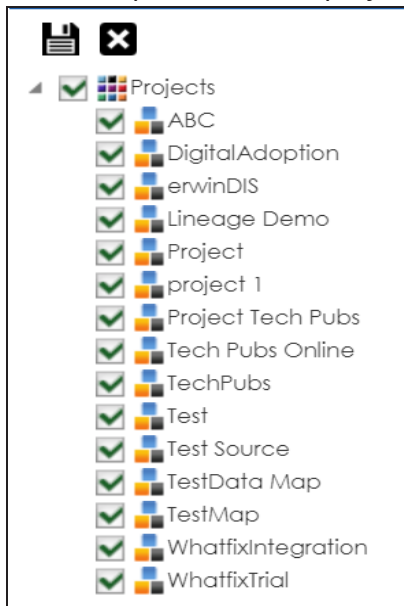 Projects
ABC
DigitalAdoption
erwinDIS
Lineage Demo
Project
project 1
Project Tech Pubs
Tech Pubs Online
TechPubs
Test
Test Source
TestData Map
TestMap
WhatfixIntegration
WhatfixTrial